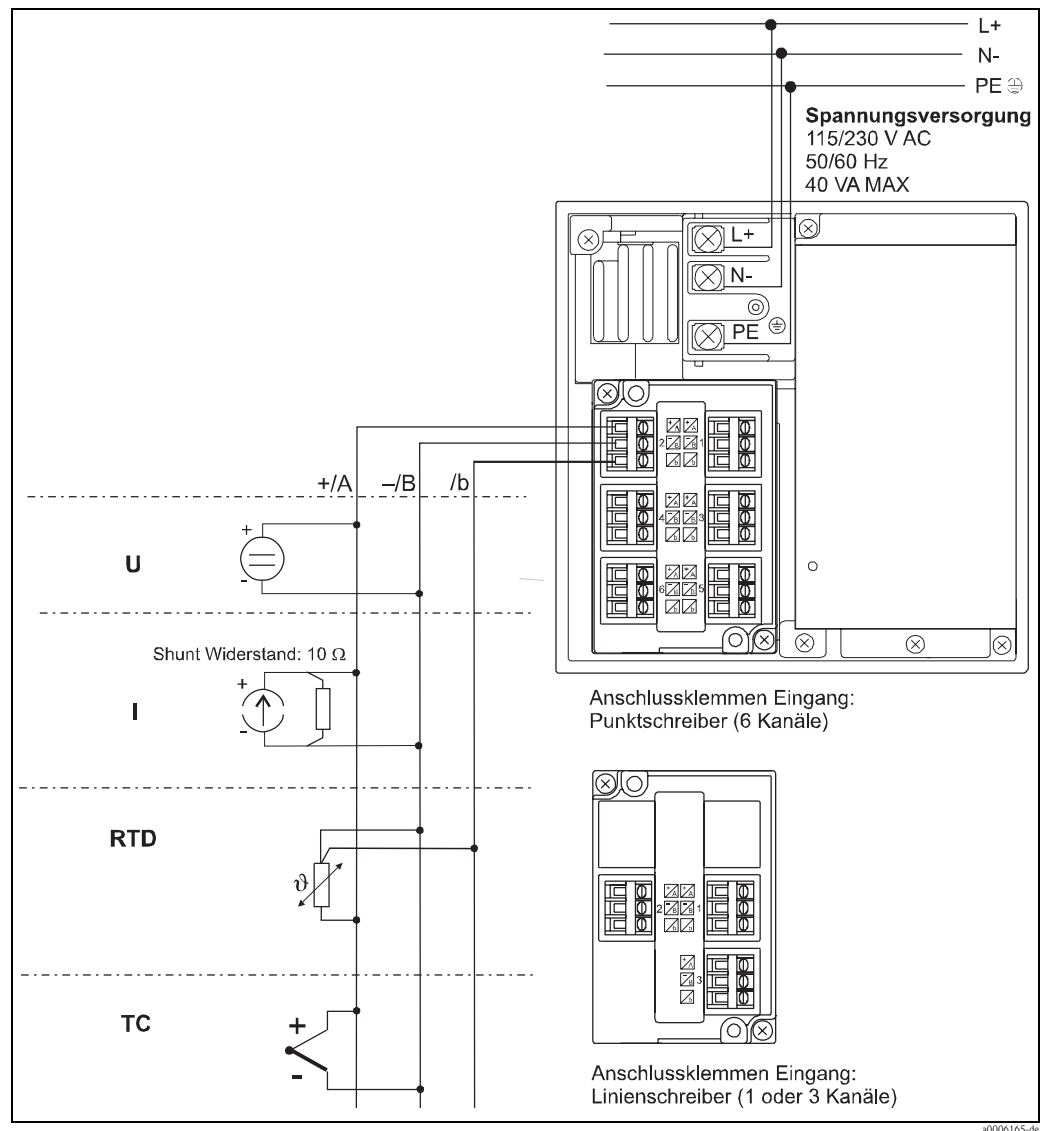 L+
N-
PE
Spannungsversorgung
115/230 V AC
50/60 Hz
40 VA MAX
L+
N-
PE
2 1
4 3
6 5
+/A –/B /b
U
+
-
Shunt Widerstand: 10 Ω
I
+
-
Anschlussklemmen Eingang:
Punktschreiber (6 Kanäle)
RTD
ϑ
2 1
3
TC
+
-
Anschlussklemmen Eingang:
Linienschreiber (1 oder 3 Kanäle)
a0006165-de